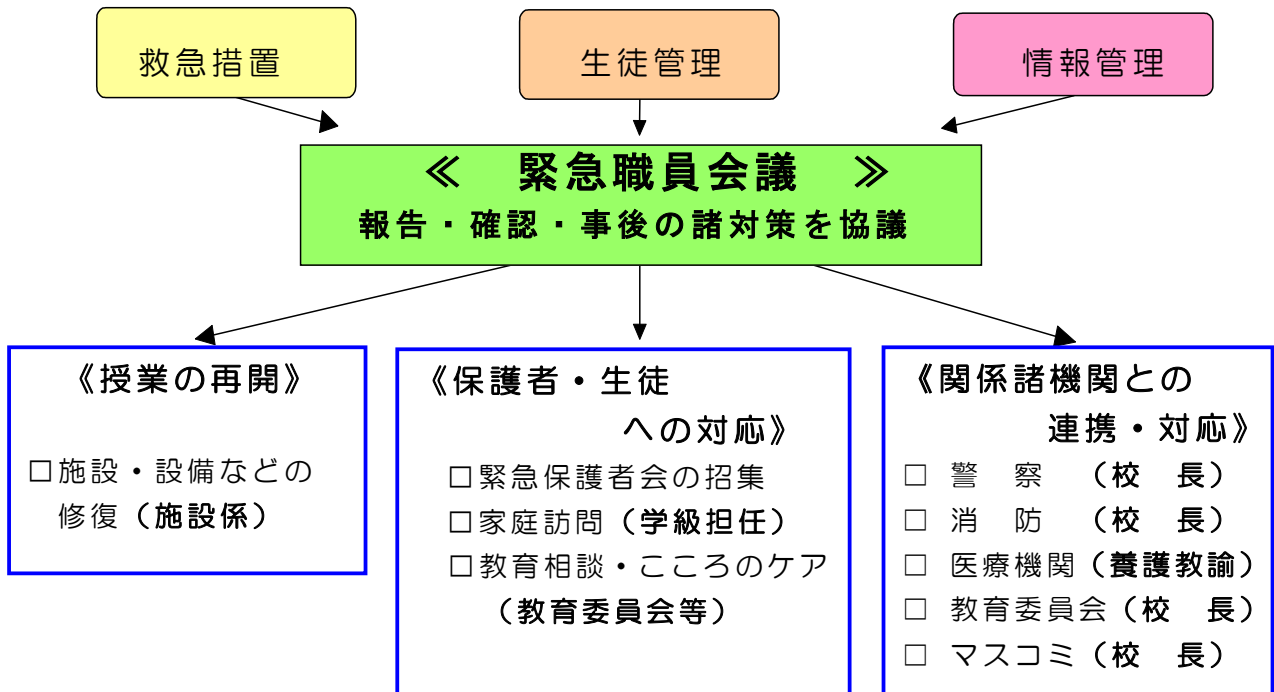 救急措置
生徒管理
情報管理
≪　緊急職員会議　≫
報告・確認・事後の諸対策を協議
《授業の再開》
□施設・設備などの
修復（施設係）
《保護者・生徒
への対応》
□緊急保護者会の招集
□家庭訪問（学級担任）
□教育相談・こころのケア
（教育委員会等）
《関係諸機関との
連携・対応》
□ 警　察　（校　長）
□ 消　防　（校　長）
□ 医療機関（養護教諭）
□ 教育委員会（校　長）
□ マスコミ（校　長）